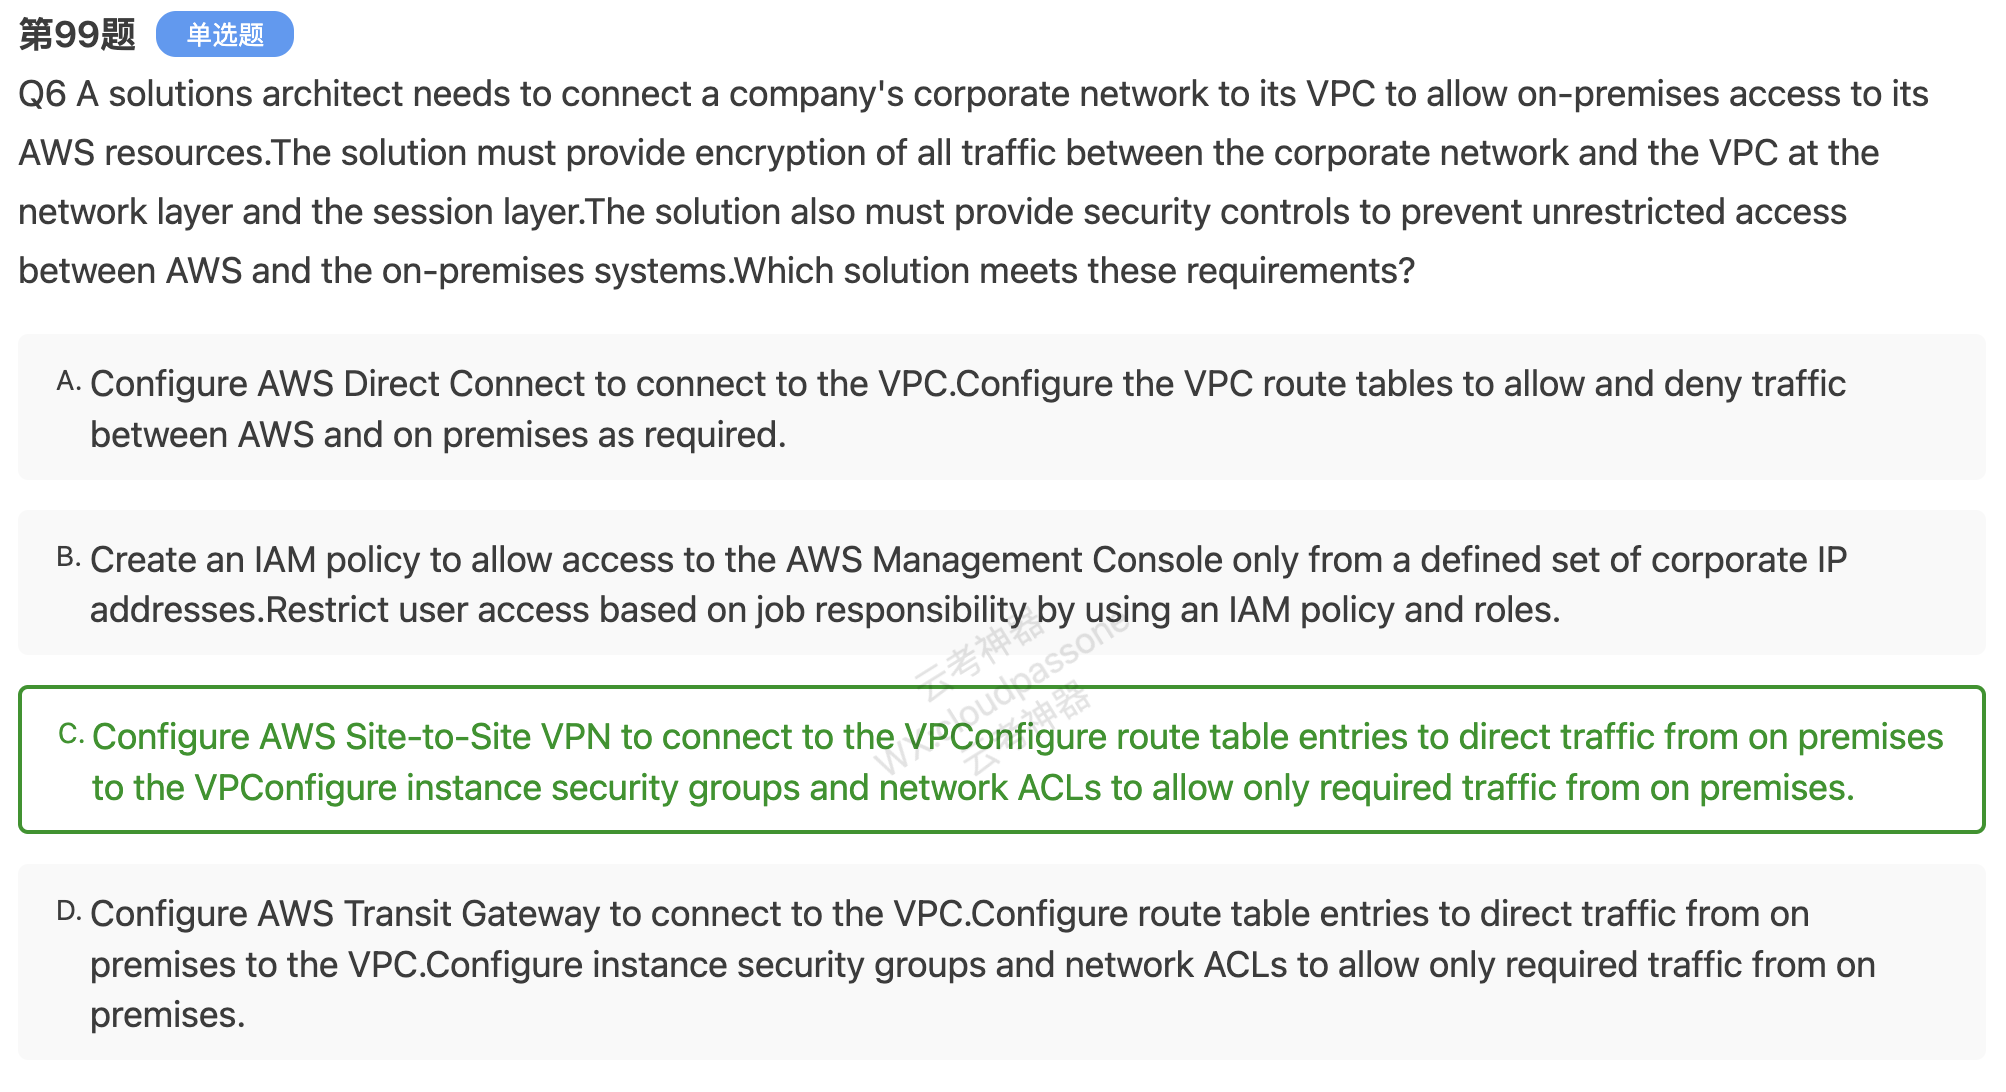 第99题 单选题
Q6 A solutions architect needs to connect a company's corporate network to its VPC to allow on-premises access to its
AWS resources.The solution must provide encryption of all traffic between the corporate network and the VPC at the
network layer and the session layer.The solution also must provide security controls to prevent unrestricted access
between AWS and the on-premises systems.Which solution meets these requirements?
A. Configure AWS Direct Connect to connect to the VPC.Configure the VPC route tables to allow and deny traffic
between AWS and on premises as required.
B. Create an IAM policy to allow access to the AWS Management Console only from a defined set of corporate IP
addresses.Restrict user access based on job responsibility by using an IAM policy and roles.
云考神器
WX:cloudpassone
云考神器
C. Configure AWS Site-to-Site VPN to connect to the VPConfigure route table entries to direct traffic from on premises
to the VPConfigure instance security groups and network ACLs to allow only required traffic from on premises.
D. Configure AWS Transit Gateway to connect to the VPC.Configure route table entries to direct traffic from on
premises to the VPC.Configure instance security groups and network ACLs to allow only required traffic from on
premises.